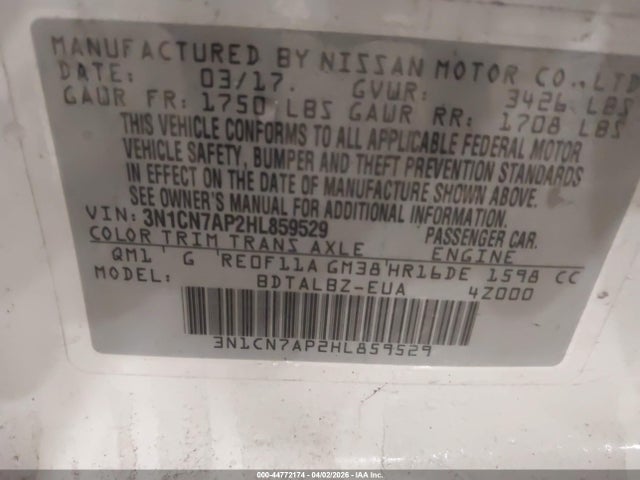 MANUFACTURED BY NISSAN MOTOR CO.,LTD
DATE: 03/17. GVWR: 3426 LBS
GAWR FR: 1750 LBS GAWR RR: 1708 LBS
THIS VEHICLE CONFORMS TO ALL APPLICABLE FEDERAL MOTOR
VEHICLE SAFETY, BUMPER AND THEFT PREVENTION STANDARDS
IN EFFECT ON THE DATE OF MANUFACTURE SHOWN ABOVE.
SEE OWNER'S MANUAL FOR ADDITIONAL INFORMATION.
VIN: 3N1CN7AP2HL859529 PASSENGER CAR.
COLOR TRIM TRANS AXLE ENGINE
QM1 G RE0F11A GM38 HR16DE 1598 CC
MODEL: BDTALBZ-EUA 4Z000
3N1CN7AP2HL859529
000-44772174 | 04/02/2026 - IAA Inc.